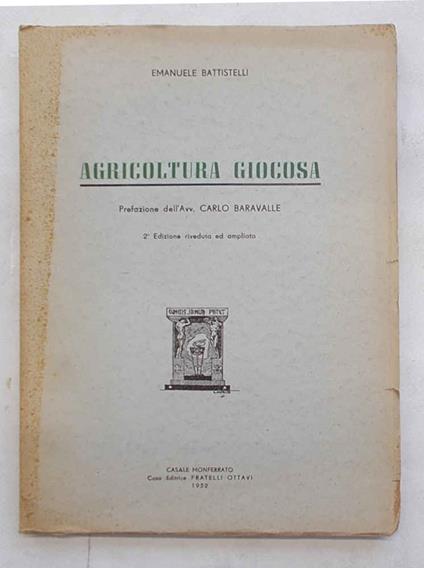 EMANUELE BATTISTELLI
AGRICOLTURA GIOCOSA
Prefazione dell'Avv. CARLO BARAVALLE
2ª Edizione riveduta ed ampliata
CASALE MONFERRATO
Casa Editrice FRATELLI OTTAVI
1952